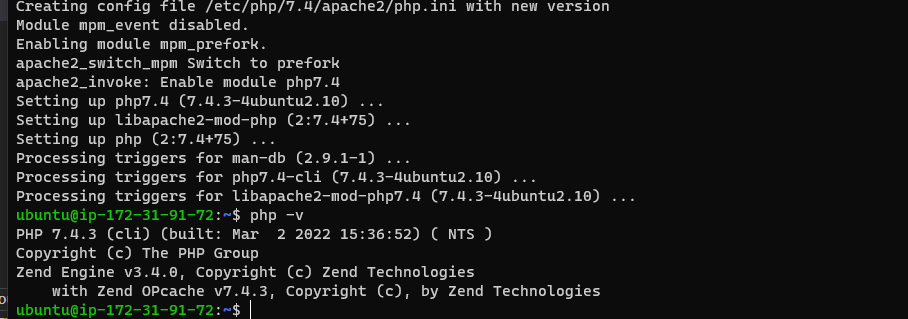 Creating config file /etc/php/7.4/apache2/php.ini with new version
Module mpm_event disabled.
Enabling module mpm_prefork.
apache2_switch_mpm Switch to prefork
apache2_invoke: Enable module php7.4
Setting up php7.4 (7.4.3-4ubuntu2.10) ...
Setting up libapache2-mod-php (2:7.4+75) ...
Setting up php (2:7.4+75) ...
Processing triggers for man-db (2.9.1-1) ...
Processing triggers for php7.4-cli (7.4.3-4ubuntu2.10) ...
Processing triggers for libapache2-mod-php7.4 (7.4.3-4ubuntu2.10) ...
ubuntu@ip-172-31-91-72:~$ php -v
PHP 7.4.3 (cli) (built: Mar  2 2022 15:36:52) ( NTS )
Copyright (c) The PHP Group
Zend Engine v3.4.0, Copyright (c) Zend Technologies
    with Zend OPcache v7.4.3, Copyright (c), by Zend Technologies
ubuntu@ip-172-31-91-72:~$